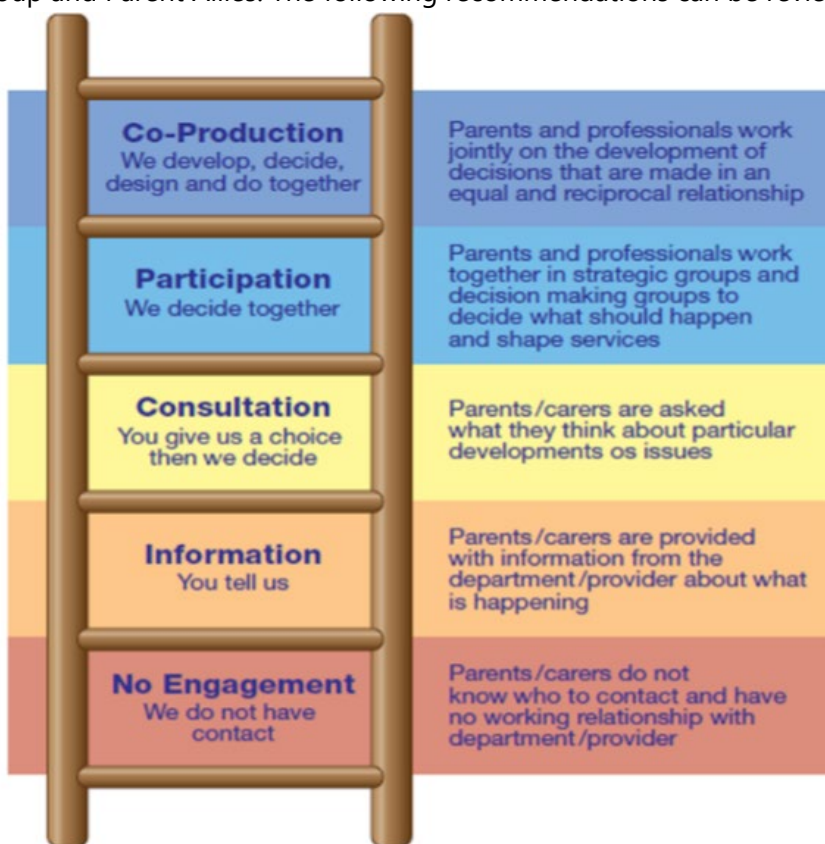 oup and Parent Allies. The following recommendations can be
Co-Production
We develop, decide,
design and do together
Parents and professionals work
jointly on the development of
decisions that are made in an
equal and reciprocal relationship
Participation
We decide together
Parents and professionals work
together in strategic groups and
decision making groups to
decide what should happen
and shape services
Consultation
You give us a choice
then we decide
Parents/carers are asked
what they think about particular
developments os issues
Information
You tell us
Parents/carers are provided
with information from the
department/provider about what
is happening
No Engagement
We do not have
contact
Parents/carers do not
know who to contact and have
no working relationship with
department/provider